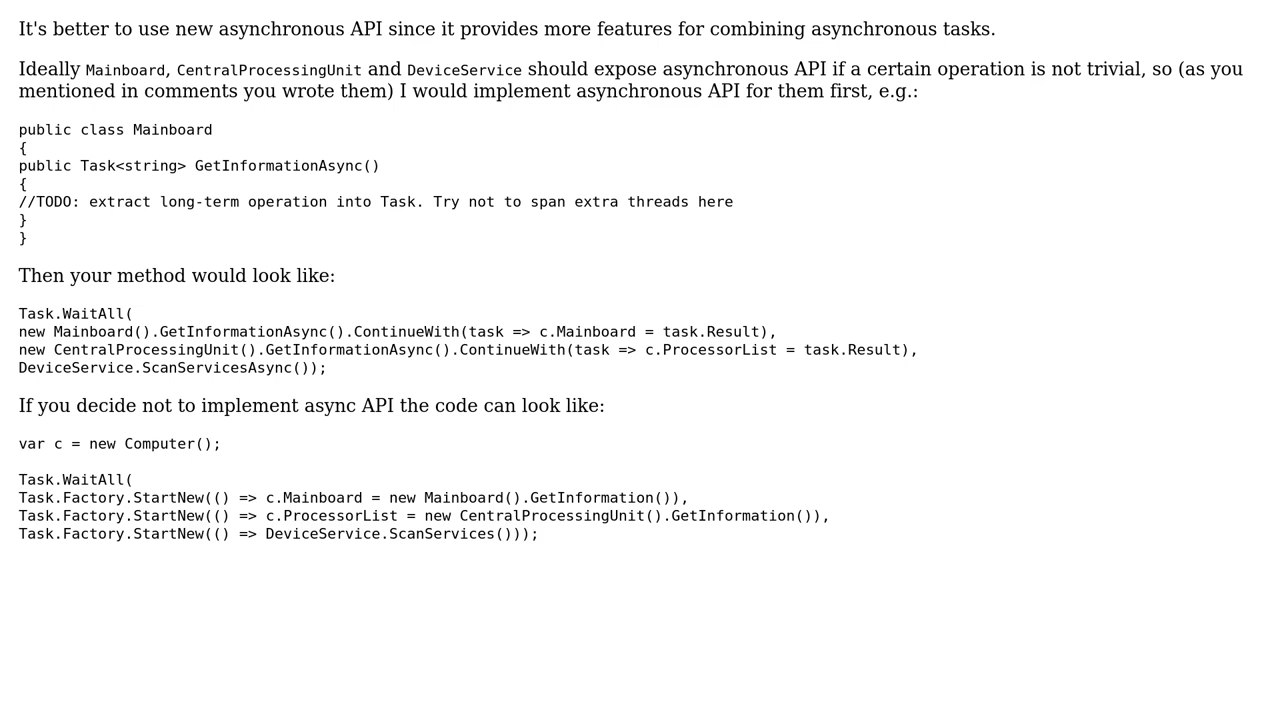 It's better to use new asynchronous API since it provides more features for combining asynchronous tasks.
Ideally Mainboard, CentralProcessingUnit and DeviceService should expose asynchronous API if a certain operation is not trivial, so (as you
mentioned in comments you wrote them) I would implement asynchronous API for them first, e.g.:
public class Mainboard
{
public Task<string> GetInformationAsync()
{
//TODO: extract long-term operation into Task. Try not to span extra threads here
}
}
Then your method would look like:
Task.WaitAll(
new Mainboard().GetInformationAsync().ContinueWith(task => c.Mainboard = task.Result),
new CentralProcessingUnit().GetInformationAsync().ContinueWith(task => c.ProcessorList = task.Result),
DeviceService.ScanServicesAsync());
If you decide not to implement async API the code can look like:
var c = new Computer();
Task.WaitAll(
Task.Factory.StartNew(() => c.Mainboard = new Mainboard().GetInformation()),
Task.Factory.StartNew(() => c.ProcessorList = new CentralProcessingUnit().GetInformation()),
Task.Factory.StartNew(() => DeviceService.ScanServices()));